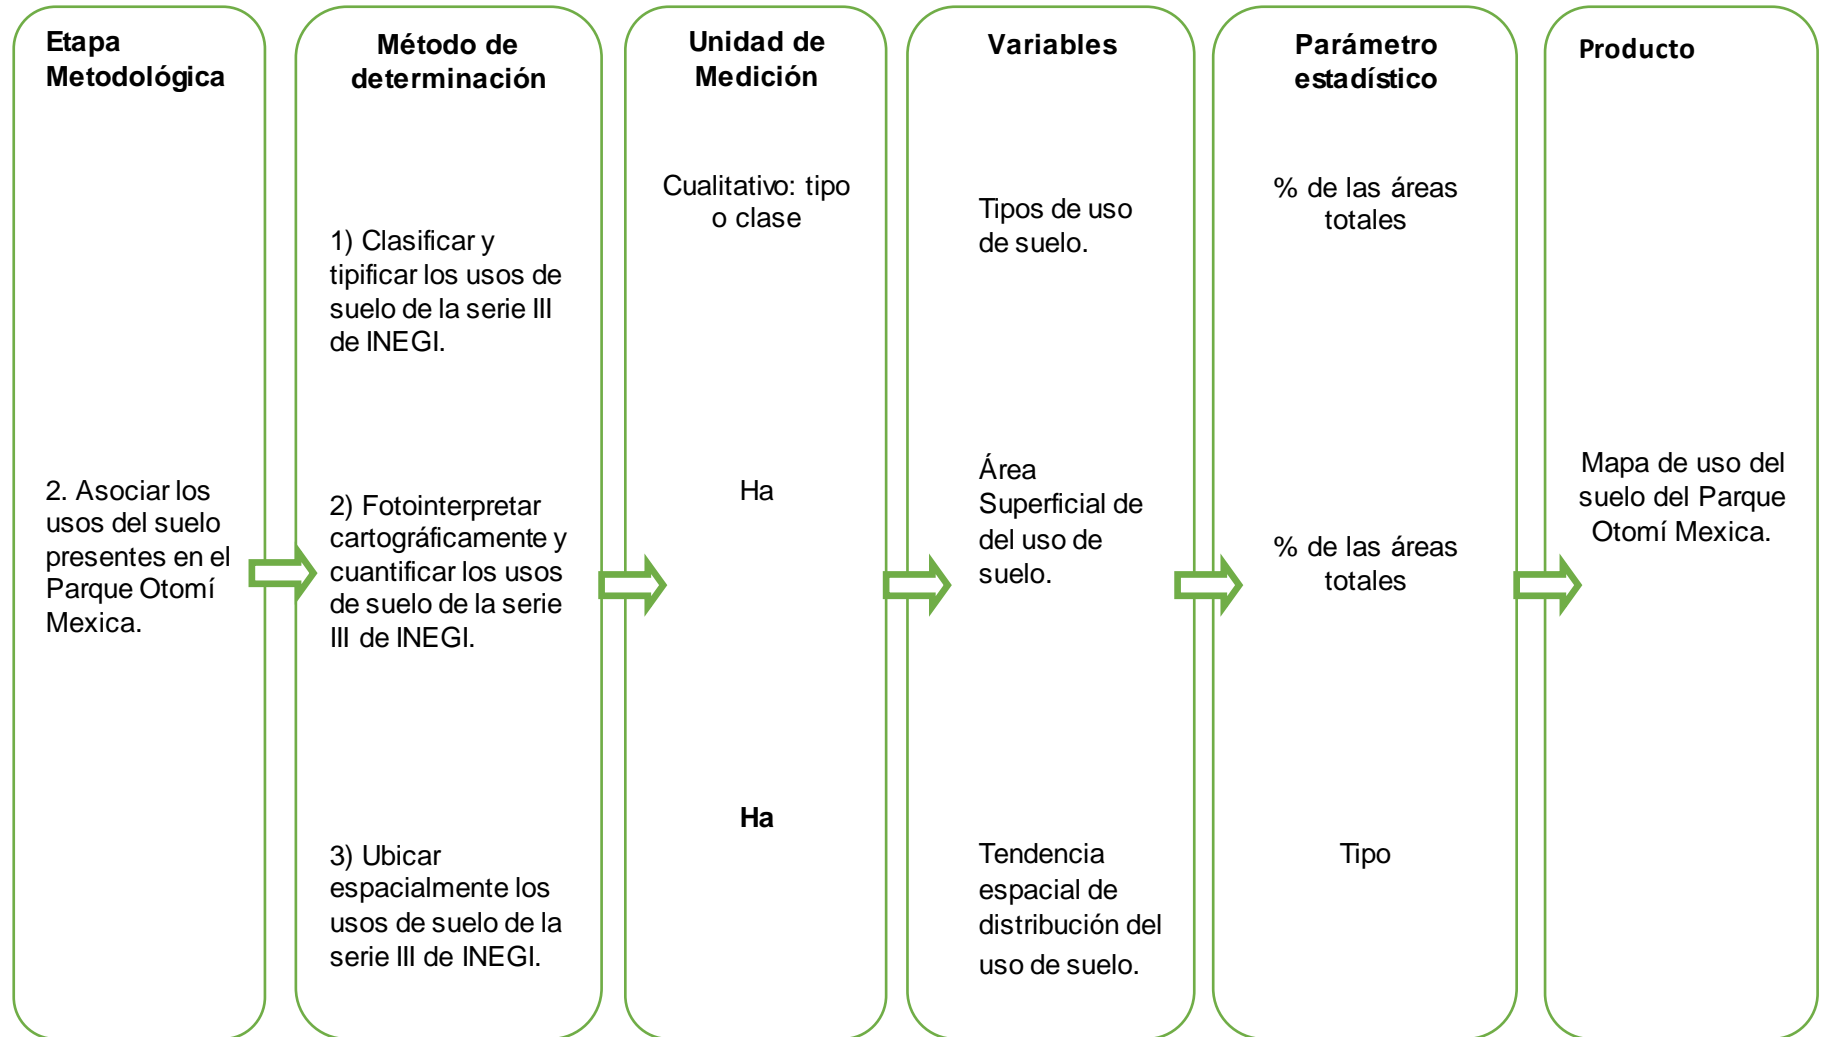 Etapa
Metodológica
2. Asociar los
usos del suelo
presentes en el
Parque Otomí
Mexica.
Método de
determinación
1) Clasificar y
tipificar los usos de
suelo de la serie III
de INEGI.
2) Fotointerpretar
cartográficamente y
cuantificar los usos
de suelo de la serie
III de INEGI.
3) Ubicar
espacialmente los
usos de suelo de la
serie III de INEGI.
Unidad de
Medición
Cualitativo: tipo
o clase
Ha
Ha
Variables
Tipos de uso
de suelo.
Área
Superficial de
del uso de
suelo.
Tendencia
espacial de
distribución del
uso de suelo.
Parámetro
estadístico
% de las áreas
totales
% de las áreas
totales
Tipo
Producto
Mapa de uso del
suelo del Parque
Otomí Mexica.